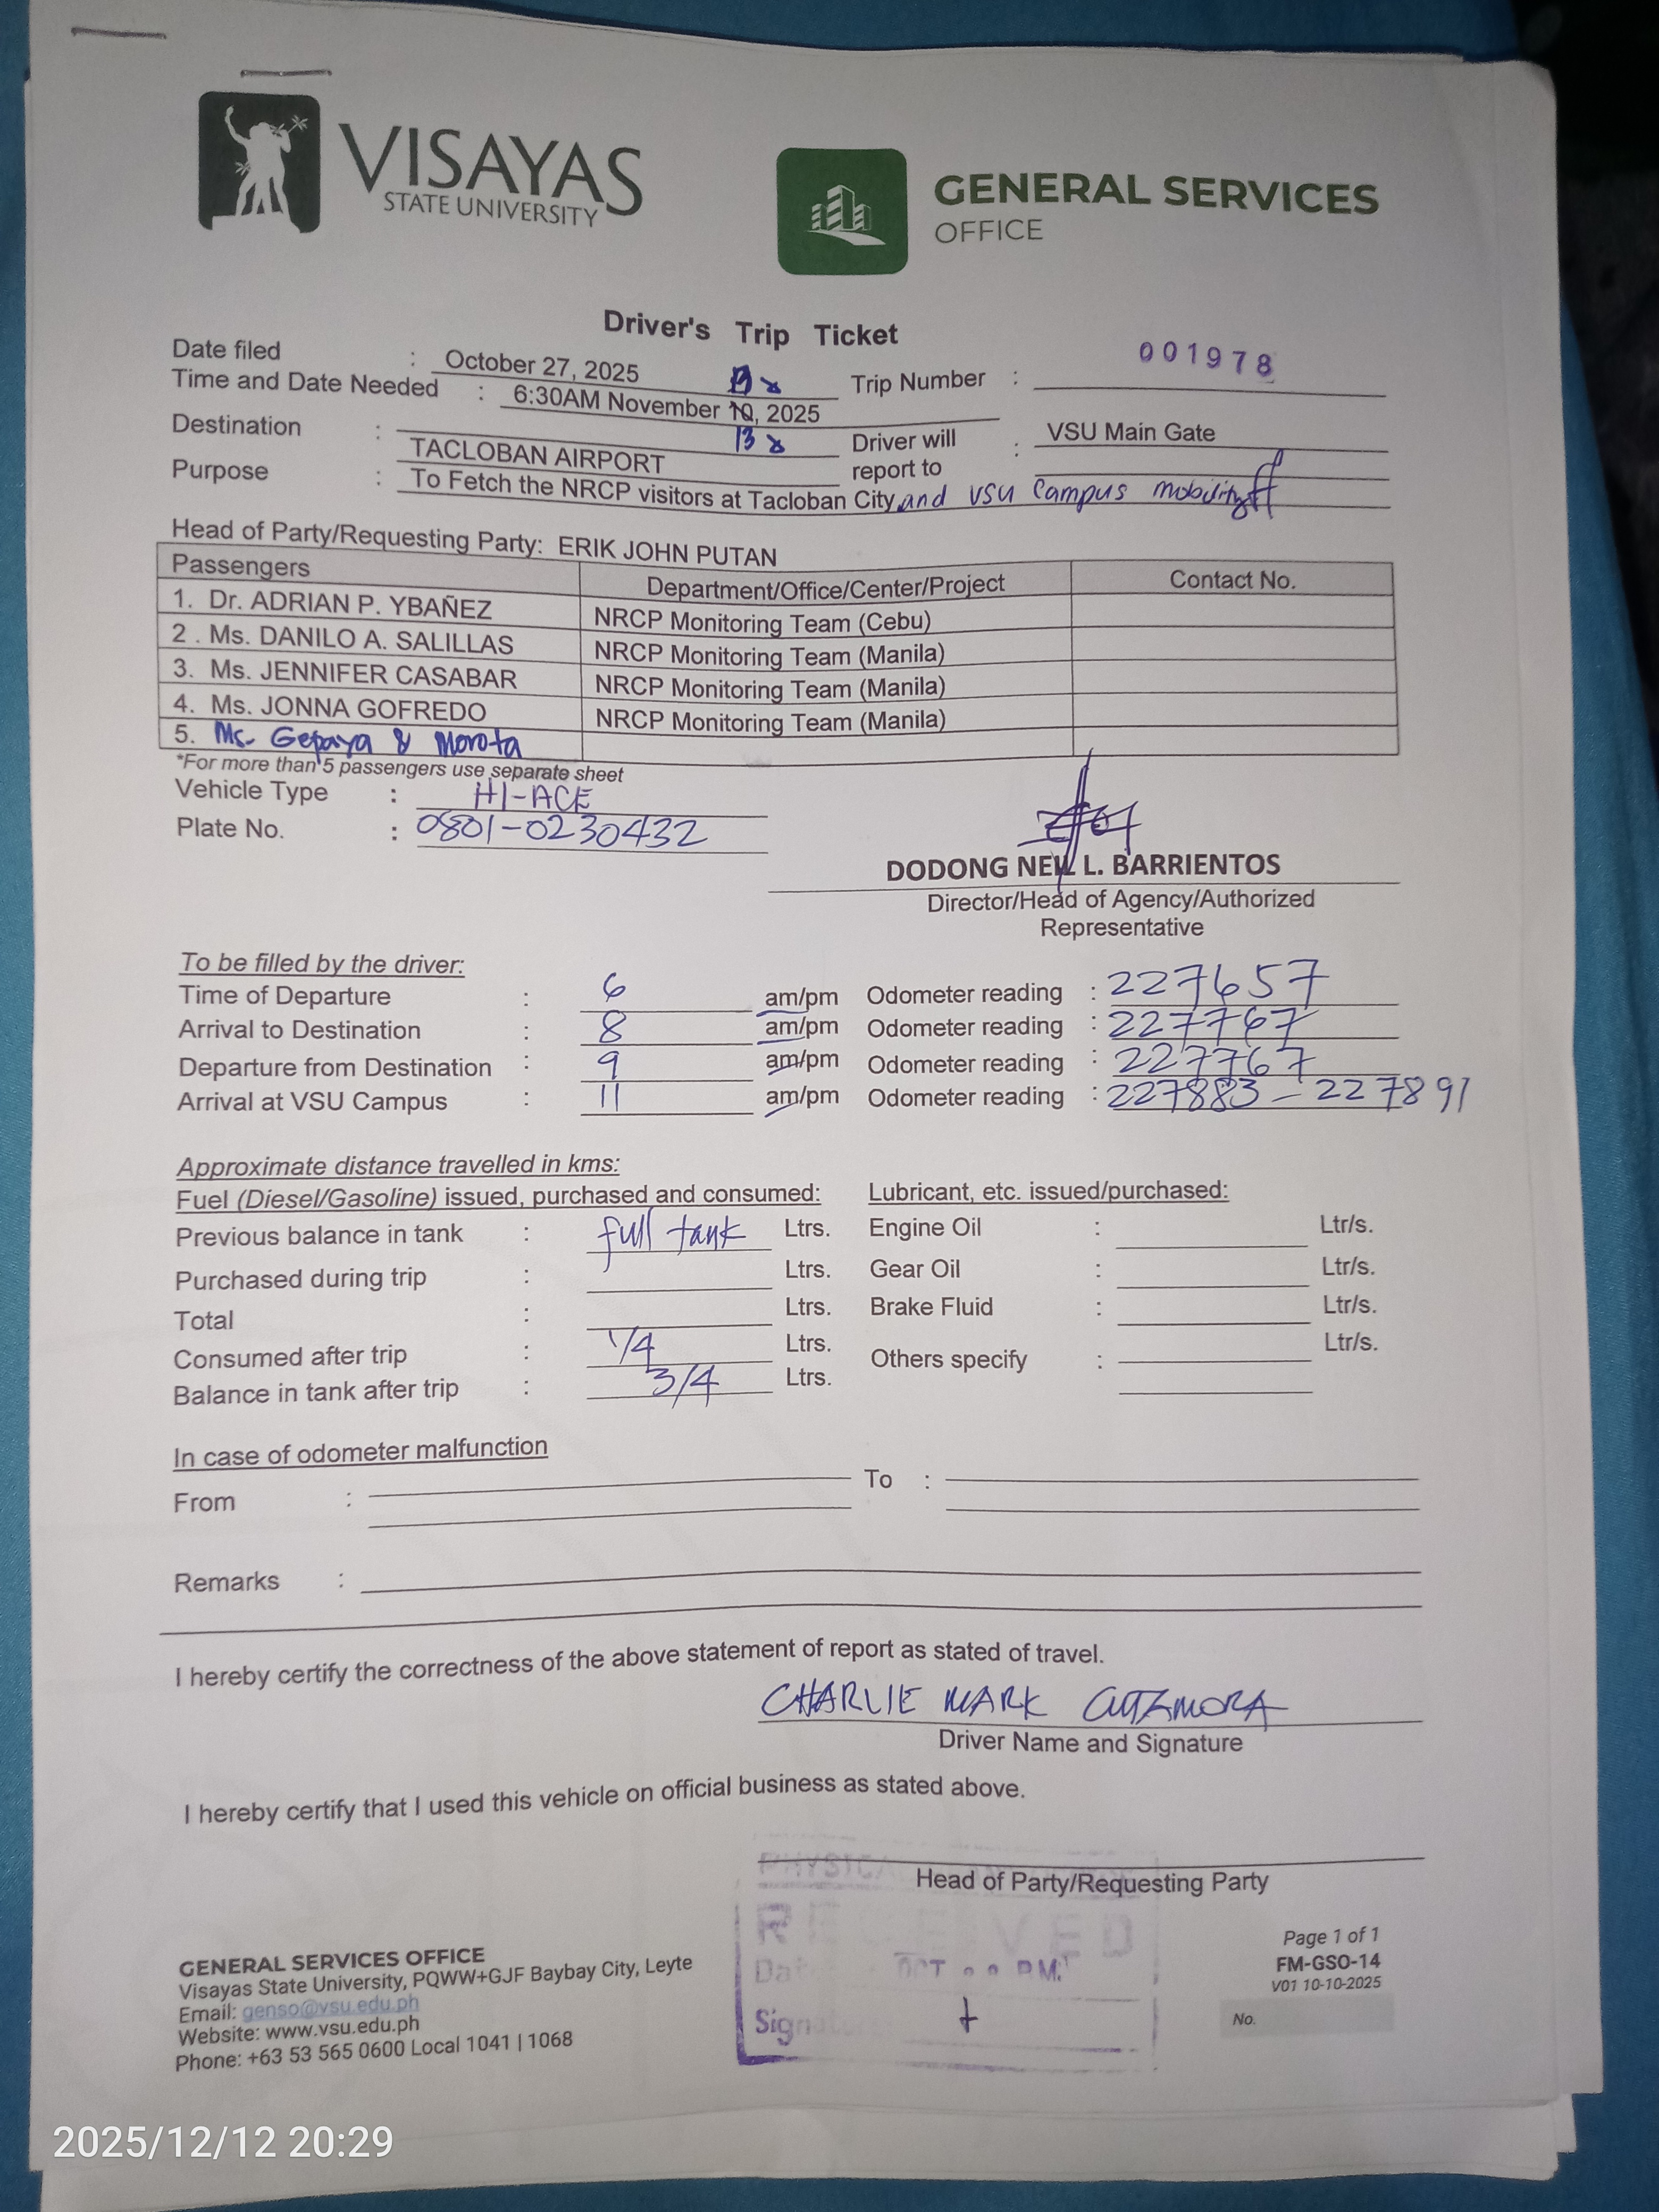 VISAYAS
STATE UNIVERSITY
GENERAL SERVICES
OFFICE
Driver's Trip Ticket
Date filed : October 27, 2025
Trip Number : 001978
Time and Date Needed : 6:30AM November 10, 2025
13
Destination : TACLOBAN AIRPORT
Driver will report to : VSU Main Gate
Purpose : To Fetch the NRCP visitors at Tacloban City, and VSU Campus mobility
Head of Party/Requesting Party: ERIK JOHN PUTAN
Passengers Department/Office/Center/Project Contact No.
1. Dr. ADRIAN P. YBAÑEZ NRCP Monitoring Team (Cebu)
2 . Ms. DANILO A. SALILLAS NRCP Monitoring Team (Manila)
3. Ms. JENNIFER CASABAR NRCP Monitoring Team (Manila)
4. Ms. JONNA GOFREDO NRCP Monitoring Team (Manila)
5. Ms. Gepaya & Morota
*For more than 5 passengers use separate sheet
Vehicle Type : HI-ACE
Plate No. : 0801-0230432
DODONG NEIL L. BARRIENTOS
Director/Head of Agency/Authorized
Representative
To be filled by the driver:
Time of Departure : 6 am/pm Odometer reading : 227657
Arrival to Destination : 8 am/pm Odometer reading : 227767
Departure from Destination : 9 am/pm Odometer reading : 227767
Arrival at VSU Campus : 11 am/pm Odometer reading : 227883 - 227891
Approximate distance travelled in kms:
Fuel (Diesel/Gasoline) issued, purchased and consumed: Lubricant, etc. issued/purchased:
Previous balance in tank : full tank Ltrs. Engine Oil : Ltr/s.
Purchased during trip : Ltrs. Gear Oil : Ltr/s.
Total : Ltrs. Brake Fluid : Ltr/s.
Consumed after trip : 1/4 Ltrs. Others specify : Ltr/s.
Balance in tank after trip : 3/4 Ltrs.
In case of odometer malfunction
From : To :
Remarks :
I hereby certify the correctness of the above statement of report as stated of travel.
CHARLIE MARK
Driver Name and Signature
I hereby certify that I used this vehicle on official business as stated above.
Head of Party/Requesting Party
RECEIVED
OCT PM
GENERAL SERVICES OFFICE
Visayas State University, PQWW+GJF Baybay City, Leyte
Email: genso@vsu.edu.ph
Website: www.vsu.edu.ph
Phone: +63 53 565 0600 Local 1041 | 1068
Page 1 of 1
FM-GSO-14
V01 10-10-2025
No.
2025/12/12 20:29